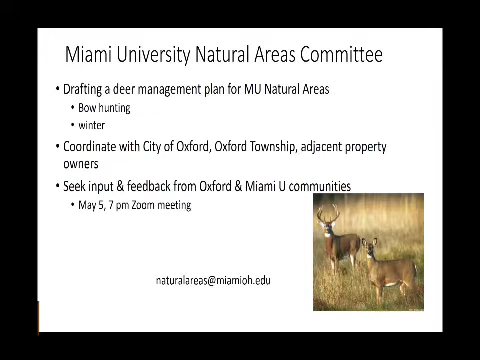 Miami University Natural Areas Committee
• Drafting a deer management plan for MU Natural Areas
• Bow hunting
• winter
• Coordinate with City of Oxford, Oxford Township, adjacent property
owners
• Seek input & feedback from Oxford & Miami U communities
• May 5, 7 pm Zoom meeting
naturalareas@miamioh.edu